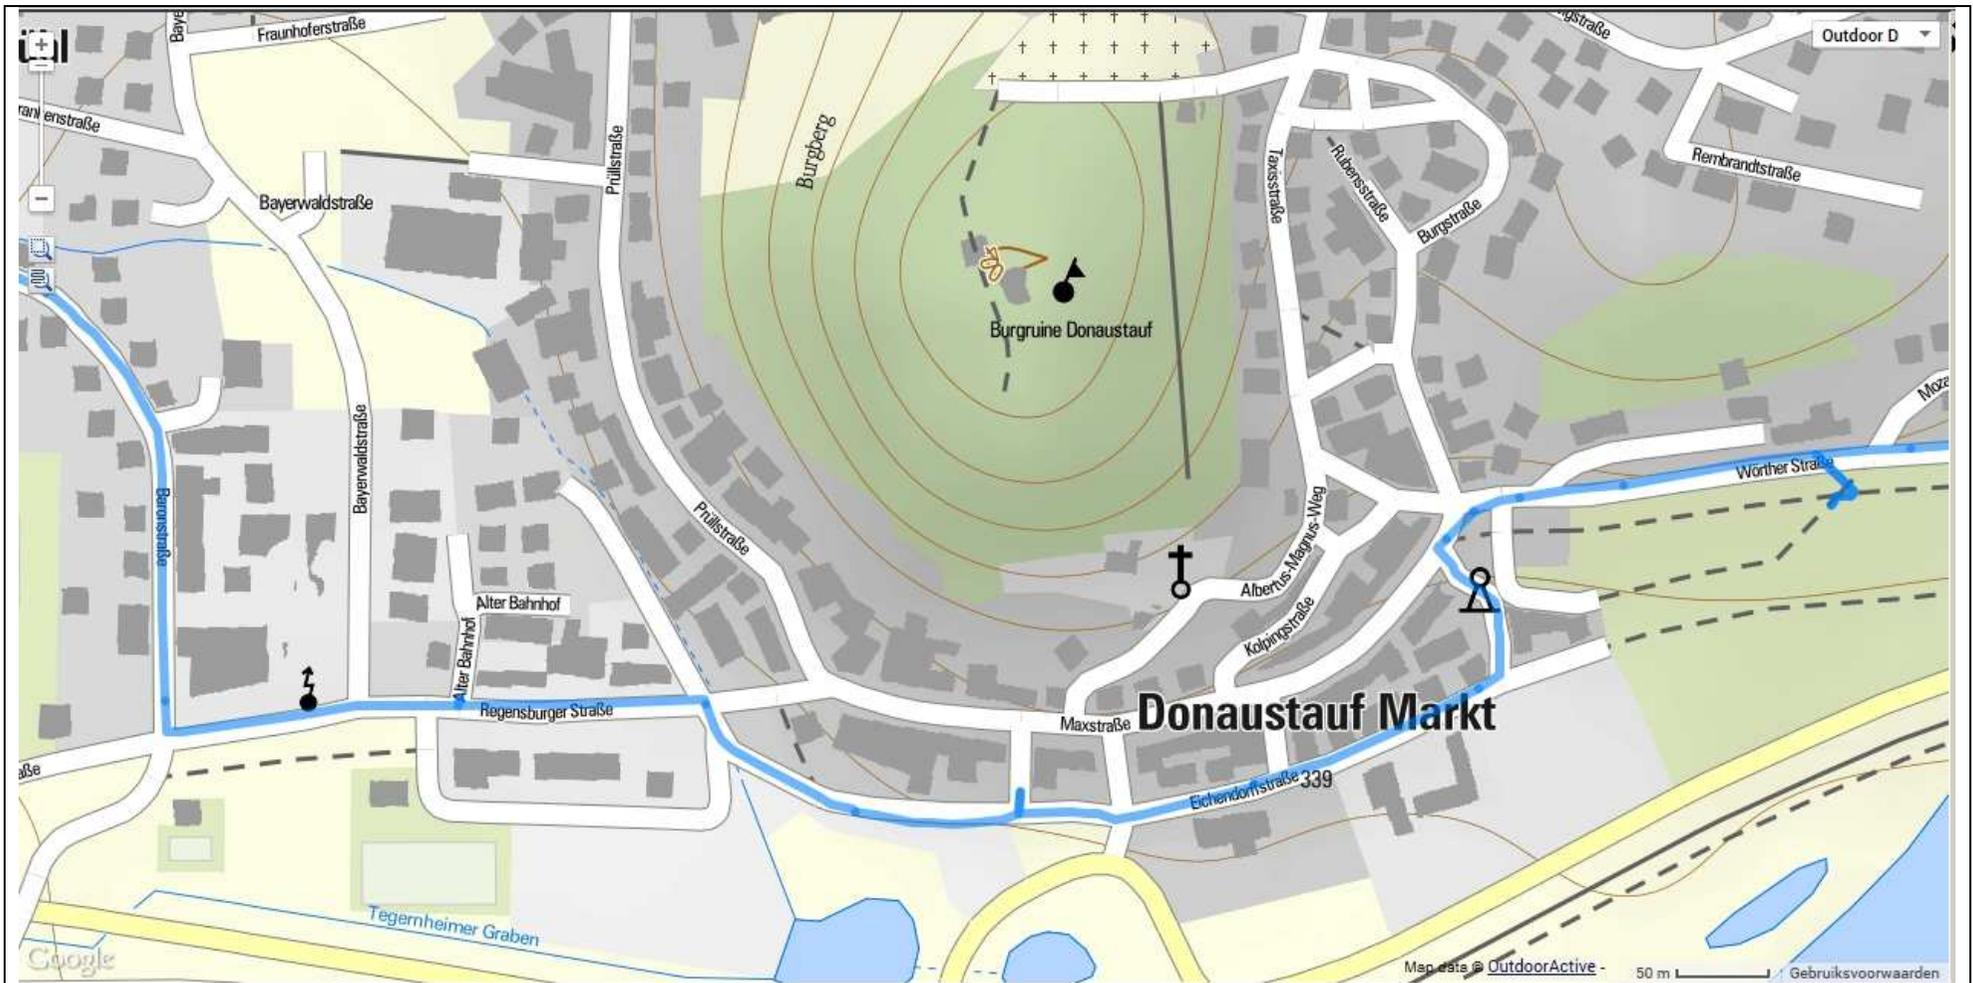 Fraunhoferstraße
Outdoor D
Burgberg
Prüllstraße
Bayerwaldstraße
Taxisstraße
Rubensstraße
Burgstraße
Rembrandtstraße
Burgruine Donaustauf
Bayerwaldstraße
Baronstraße
Prüllstraße
Albertus-Magnus-Weg
Kolpingstraße
Wörther Straße
Alter Bahnhof
Alter Bahnhof
Regensburger Straße
Maxstraße
Donaustauf Markt
Eichendorffstraße 339
aße
Tegernheimer Graben
Google
Map data © OutdoorActive -
50 m
Gebruiksvoorwaarden